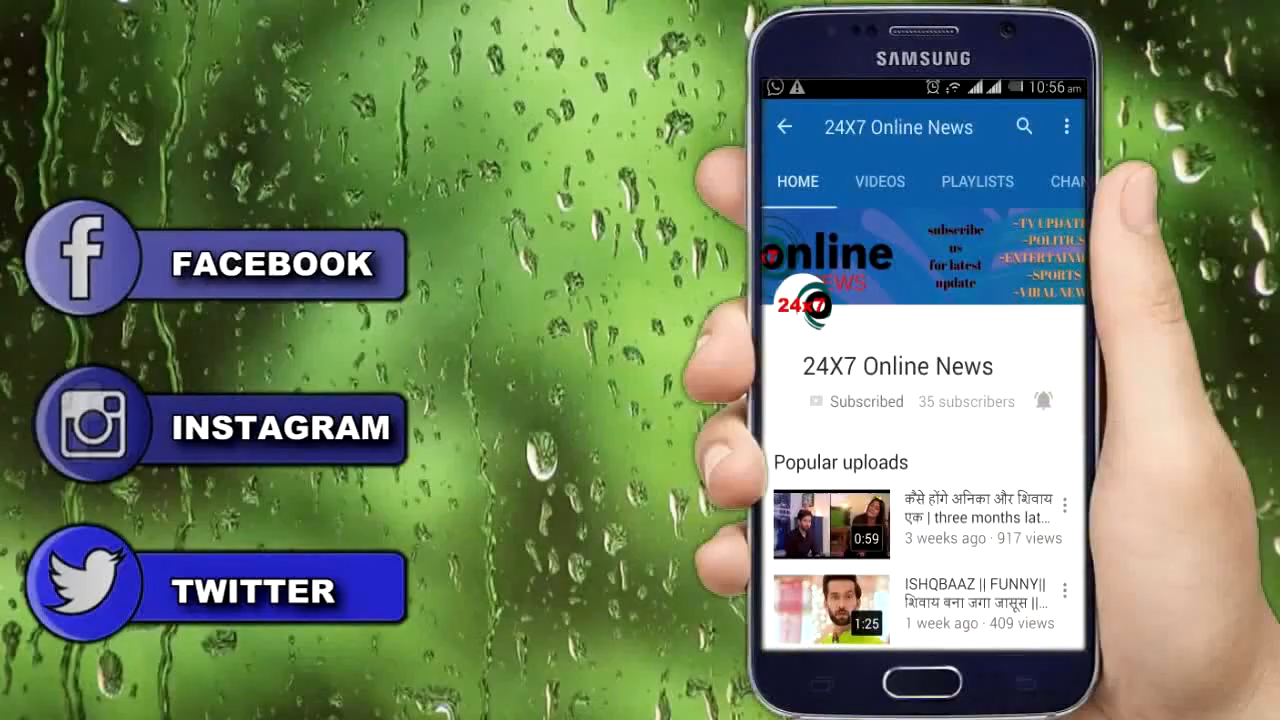 FACEBOOK
INSTAGRAM
TWITTER
SAMSUNG
10:56 am
24X7 Online News
HOME VIDEOS PLAYLISTS CHAN
online
NEWS
subscribe
us
for latest
update
~TV UPDATE
~POLITICS
~ENTERTAINM
~SPORTS
~VIRAL NEW
24x7
24X7 Online News
Subscribed 35 subscribers
Popular uploads
कैसे होंगे अनिका और शिवाय
एक | three months lat...
3 weeks ago · 917 views
0:59
ISHQBAAZ || FUNNY||
शिवाय बना जगा जासूस ||...
1 week ago · 409 views
1:25